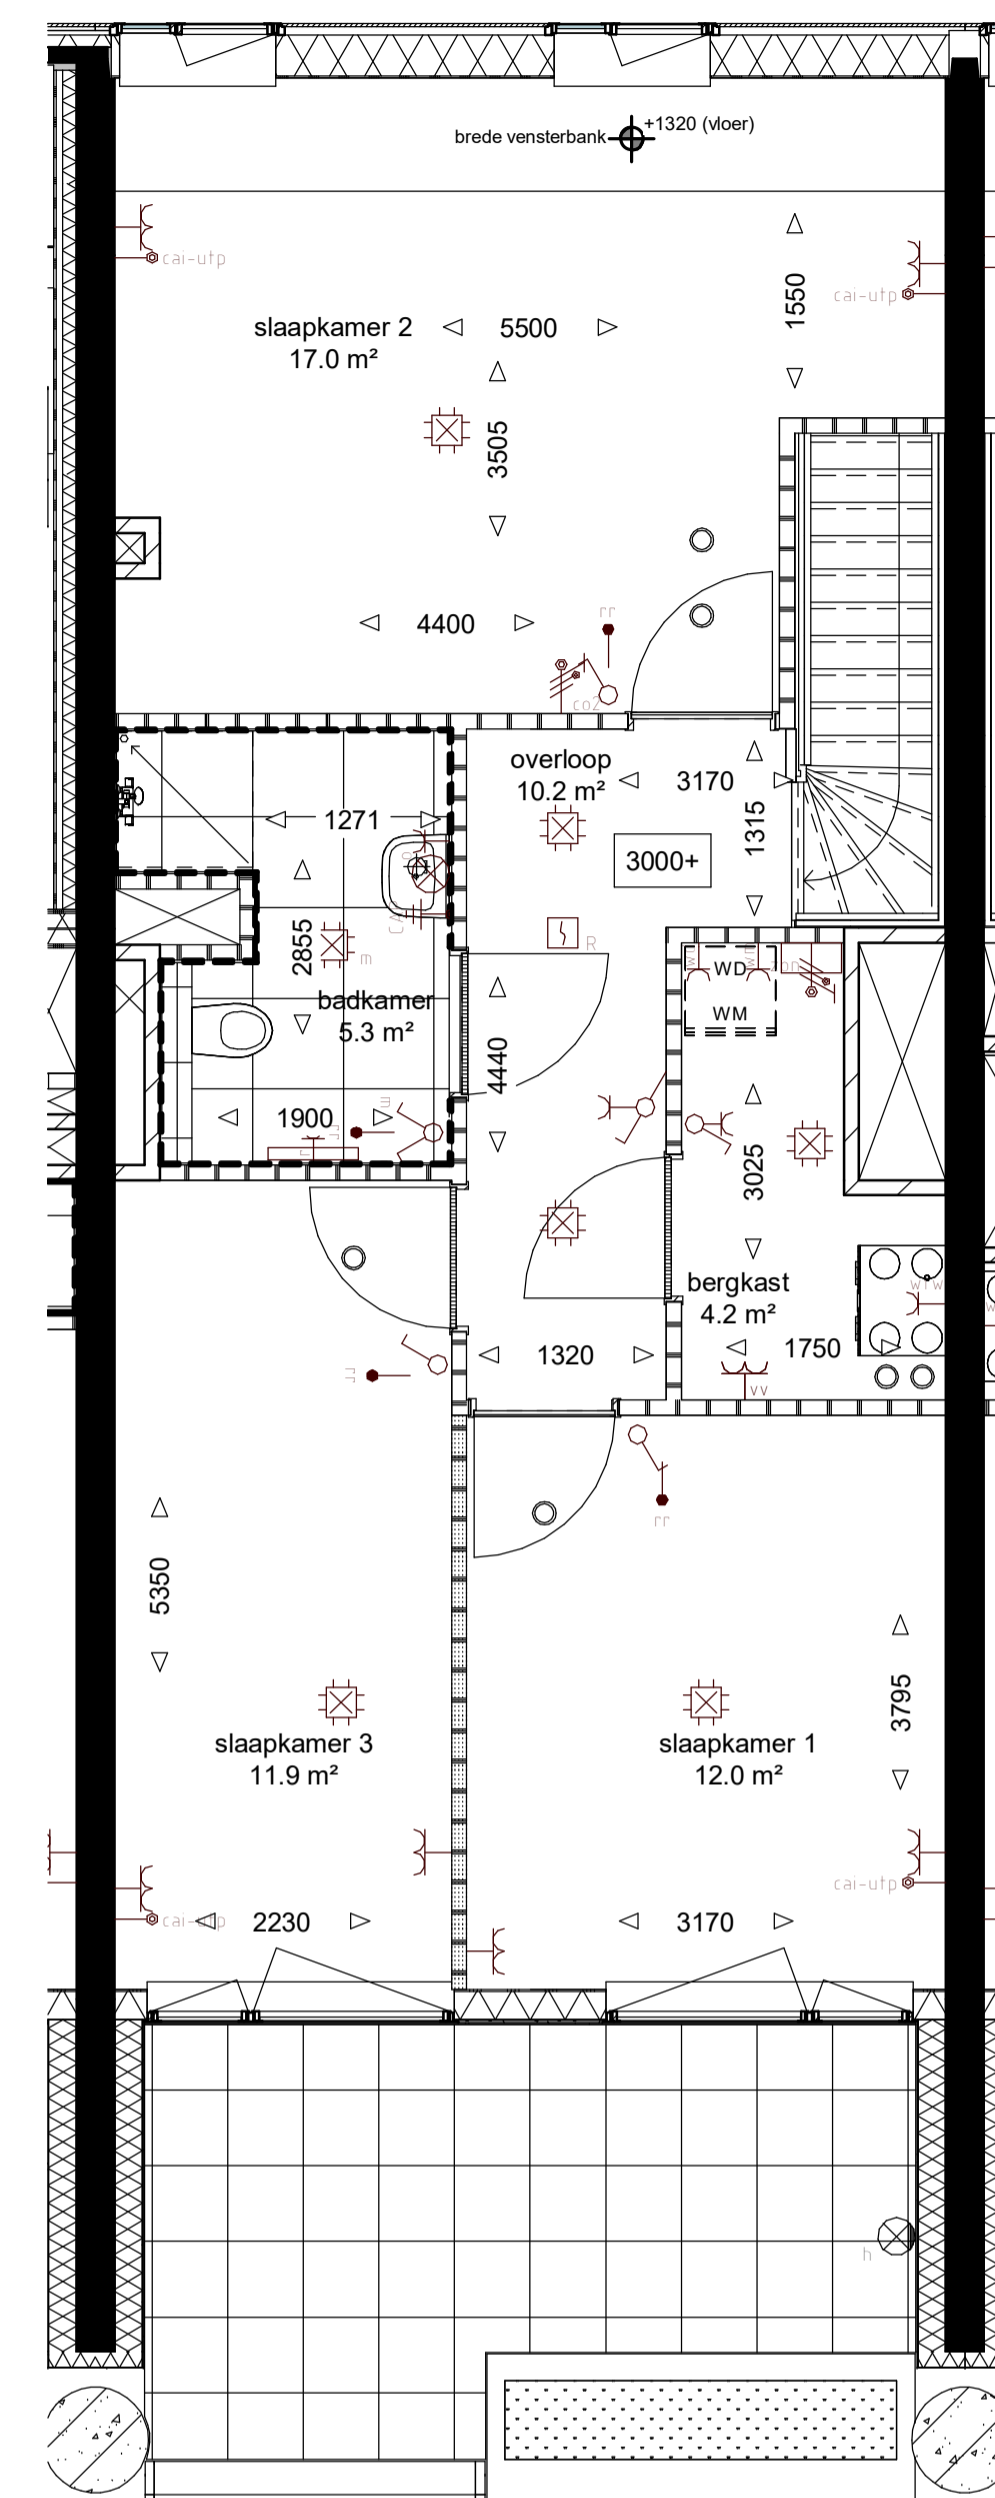 +1320 (vloer)
brede vensterbank
cai-utp
cai-utp
1550
slaapkamer 2
17.0 m²
5500
3505
4400
rr
co2
overloop
10.2 m²
3170
1315
1271
3000+
2855
R
m
WD
WM
badkamer
5.3 m²
4440
1900
3025
bergkast
4.2 m²
1320
1750
vv
rr
rr
5350
3795
slaapkamer 3
11.9 m²
slaapkamer 1
12.0 m²
cai-utp
cai-utp
2230
3170
h